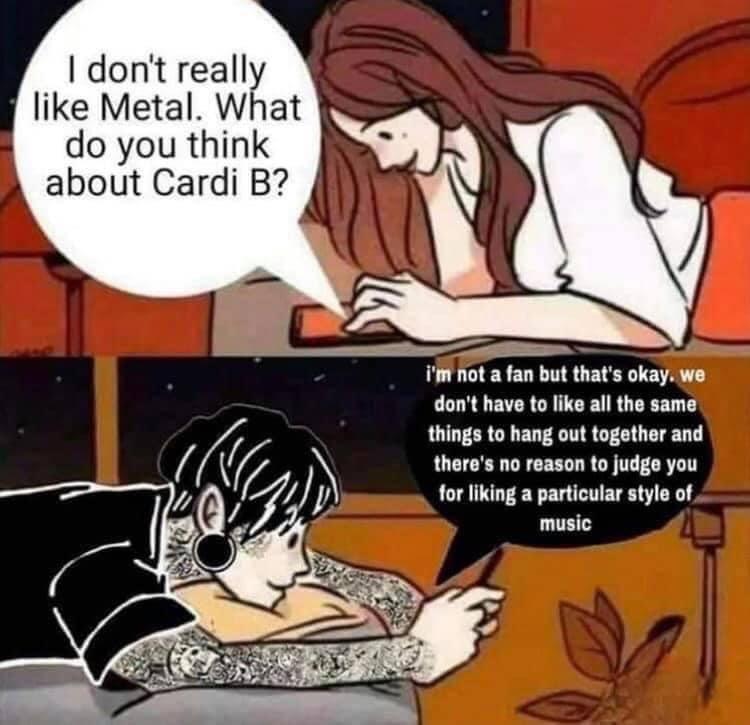 I don't really
like Metal. What
do you think
about Cardi B?
i'm not a fan but that's okay. we
don't have to like all the same
things to hang out together and
there's no reason to judge you
for liking a particular style of
music